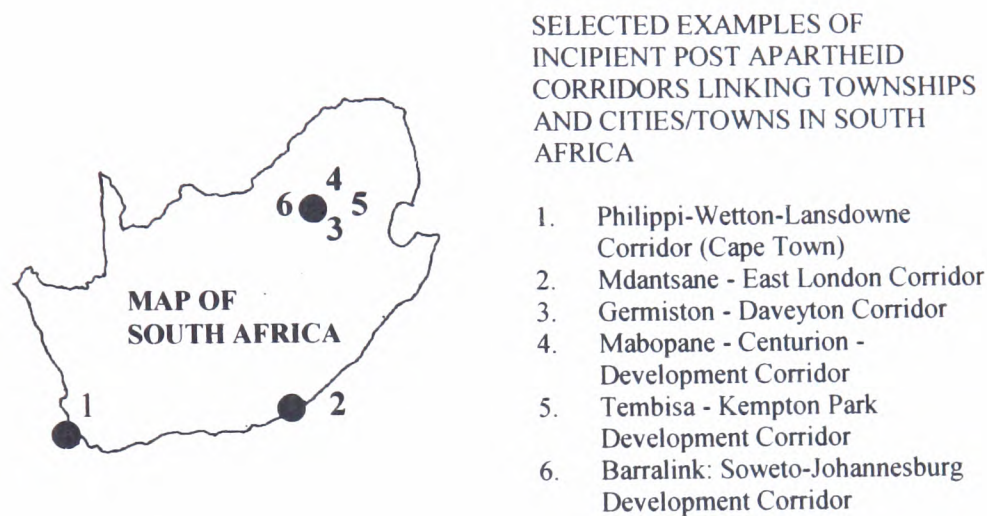 SELECTED EXAMPLES OF
INCIPIENT POST APARTHEID
CORRIDORS LINKING TOWNSHIPS
AND CITIES/TOWNS IN SOUTH
AFRICA
1. Philippi-Wetton-Lansdowne
Corridor (Cape Town)
2. Mdantsane - East London Corridor
3. Germiston - Daveyton Corridor
4. Mabopane - Centurion -
Development Corridor
5. Tembisa - Kempton Park
Development Corridor
6. Barralink: Soweto-Johannesburg
Development Corridor
4
6 5
3
MAP OF
SOUTH AFRICA
1
2